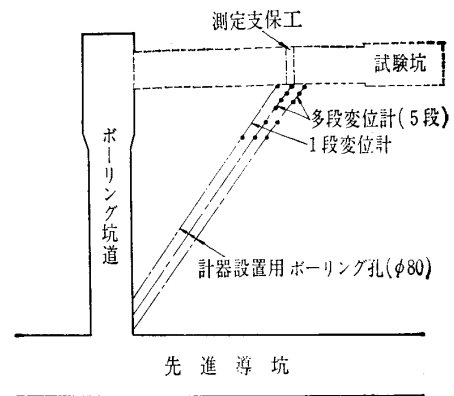 測定支保工
試験坑
多段変位計(5段)
1段変位計
ボーリング坑道
計器設置用ボーリング孔(φ80)
先進導坑